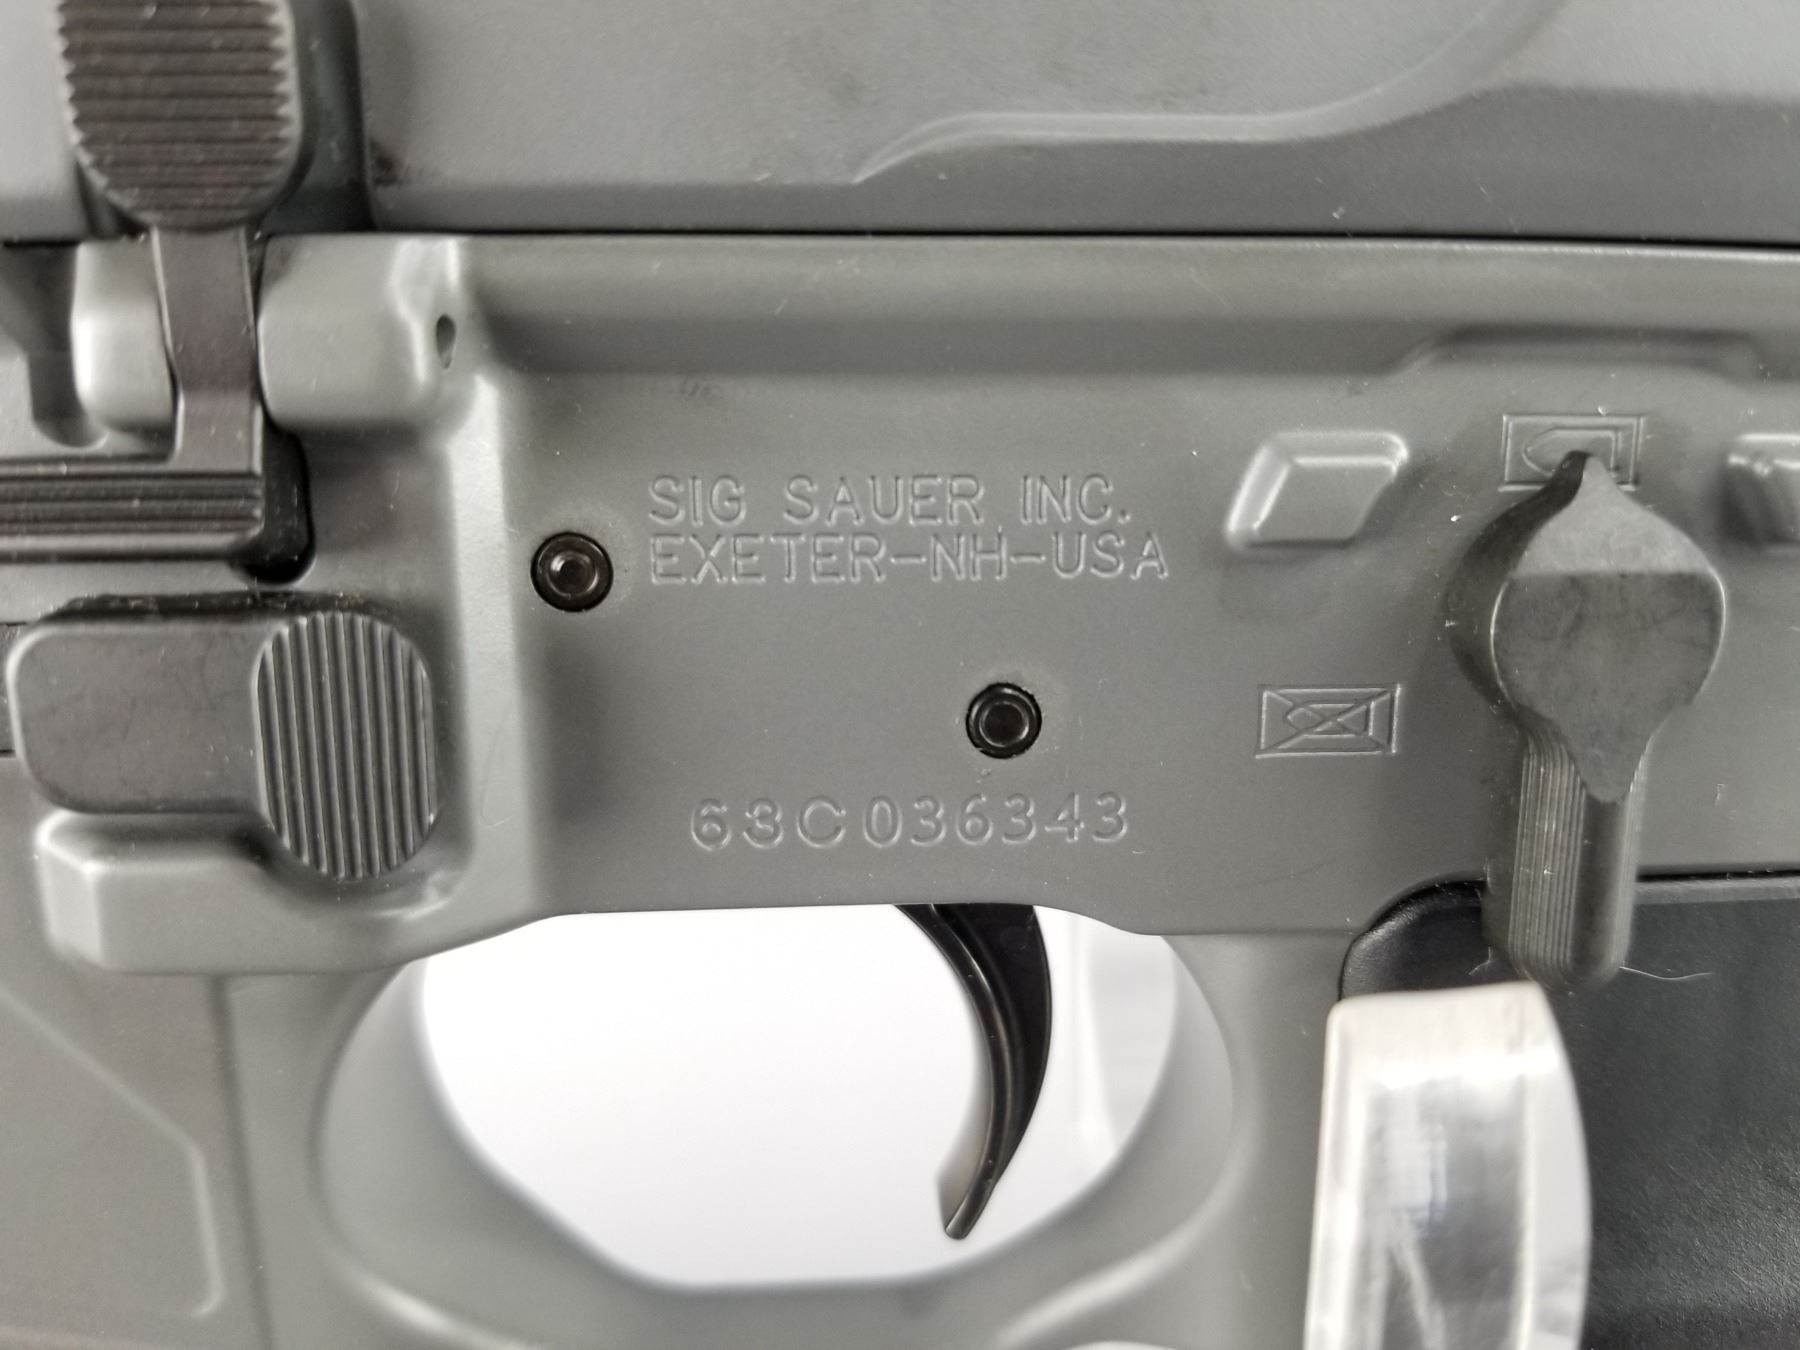 SIG SAUER INC.
EXETER-NH-USA
63C036343